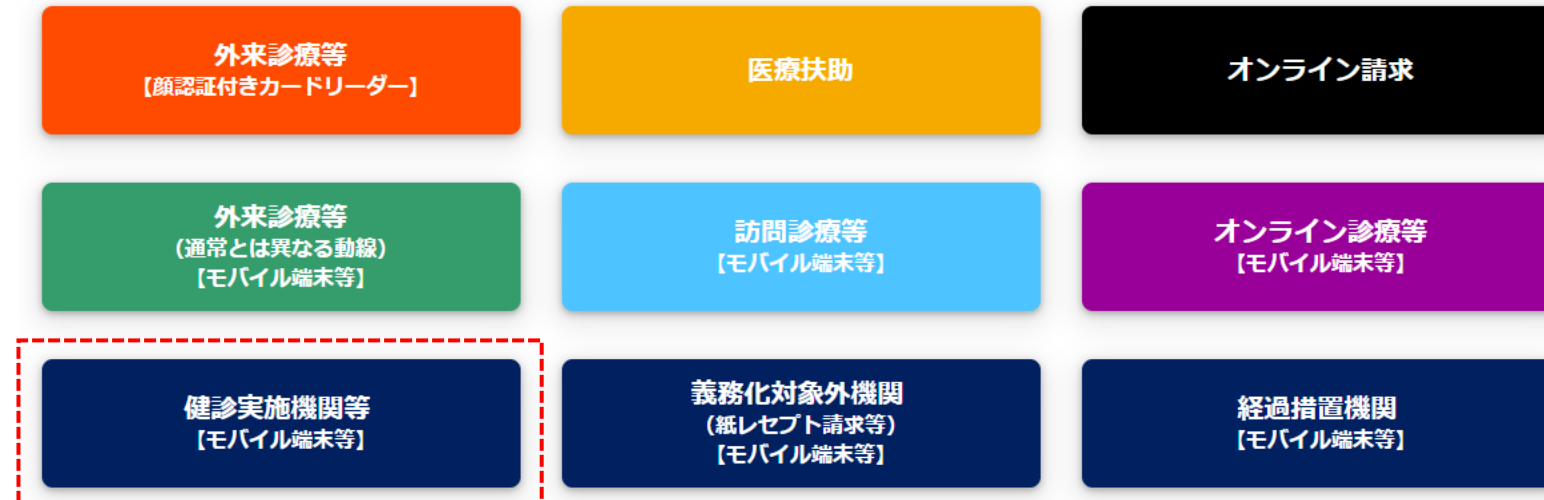 外来診療等
【顔認証付きカードリーダー】
医療扶助
オンライン請求
外来診療等
(通常とは異なる動線)
【モバイル端末等】
訪問診療等
【モバイル端末等】
オンライン診療等
【モバイル端末等】
健診実施機関等
【モバイル端末等】
義務化対象外機関
(紙レセプト請求等)
【モバイル端末等】
経過措置機関
【モバイル端末等】